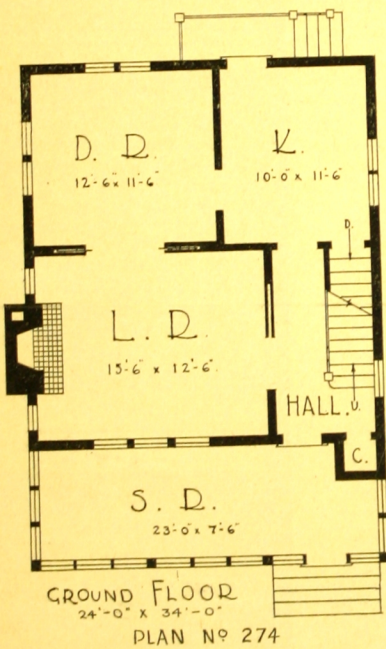 D. R.
12'-6" x 11'-6"
K.
10'-0" x 11'-6"
D.
L. R.
15'-6" x 12'-6"
HALL.
U.
C.
S. R.
23'-0" x 7'-6"
GROUND FLOOR
24'-0" x 34'-0"
PLAN Nº 274